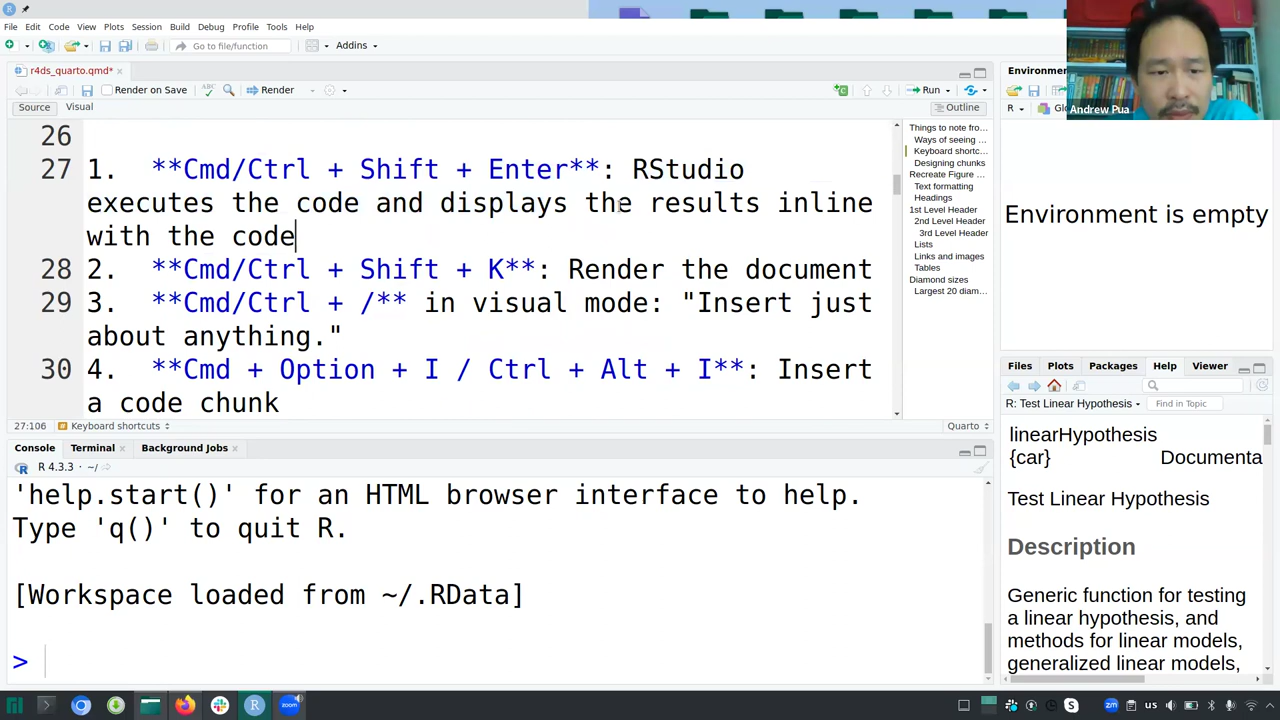 File Edit Code View Plots Session Build Debug Profile Tools Help
Go to file/function Addins
r4ds_quarto.qmd*
Render on Save Render Run
Source Visual Outline
26
27 1. **Cmd/Ctrl + Shift + Enter**: RStudio
executes the code and displays the results inline
with the code
28 2. **Cmd/Ctrl + Shift + K**: Render the document
29 3. **Cmd/Ctrl + /** in visual mode: "Insert just
about anything."
30 4. **Cmd + Option + I / Ctrl + Alt + I**: Insert
a code chunk
27:106 Keyboard shortcuts Quarto
Things to note fro...
Ways of seeing ...
Keyboard shortc...
Designing chunks
Recreate Figure ...
Text formatting
Headings
1st Level Header
2nd Level Header
3rd Level Header
Lists
Links and images
Tables
Diamond sizes
Largest 20 diam...
Console Terminal Background Jobs
R 4.3.3 · ~/
'help.start()' for an HTML browser interface to help.
Type 'q()' to quit R.
[Workspace loaded from ~/.RData]
>
Andrew Pua
R
Environment is empty
Files Plots Packages Help Viewer
R: Test Linear Hypothesis Find in Topic
linearHypothesis
{car} Documenta
Test Linear Hypothesis
Description
Generic function for testing
a linear hypothesis, and
methods for linear models,
generalized linear models,
zoom
zm us